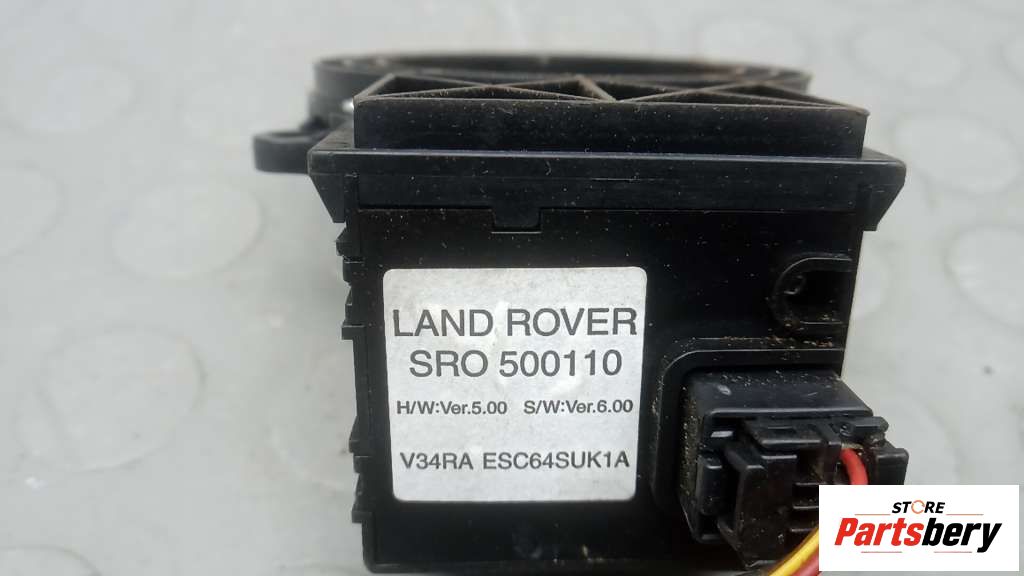 LAND ROVER
SRO 500110
H/W:Ver.5.00 S/W:Ver.6.00
V34RA ESC64SUK1A
STORE
Partsbery